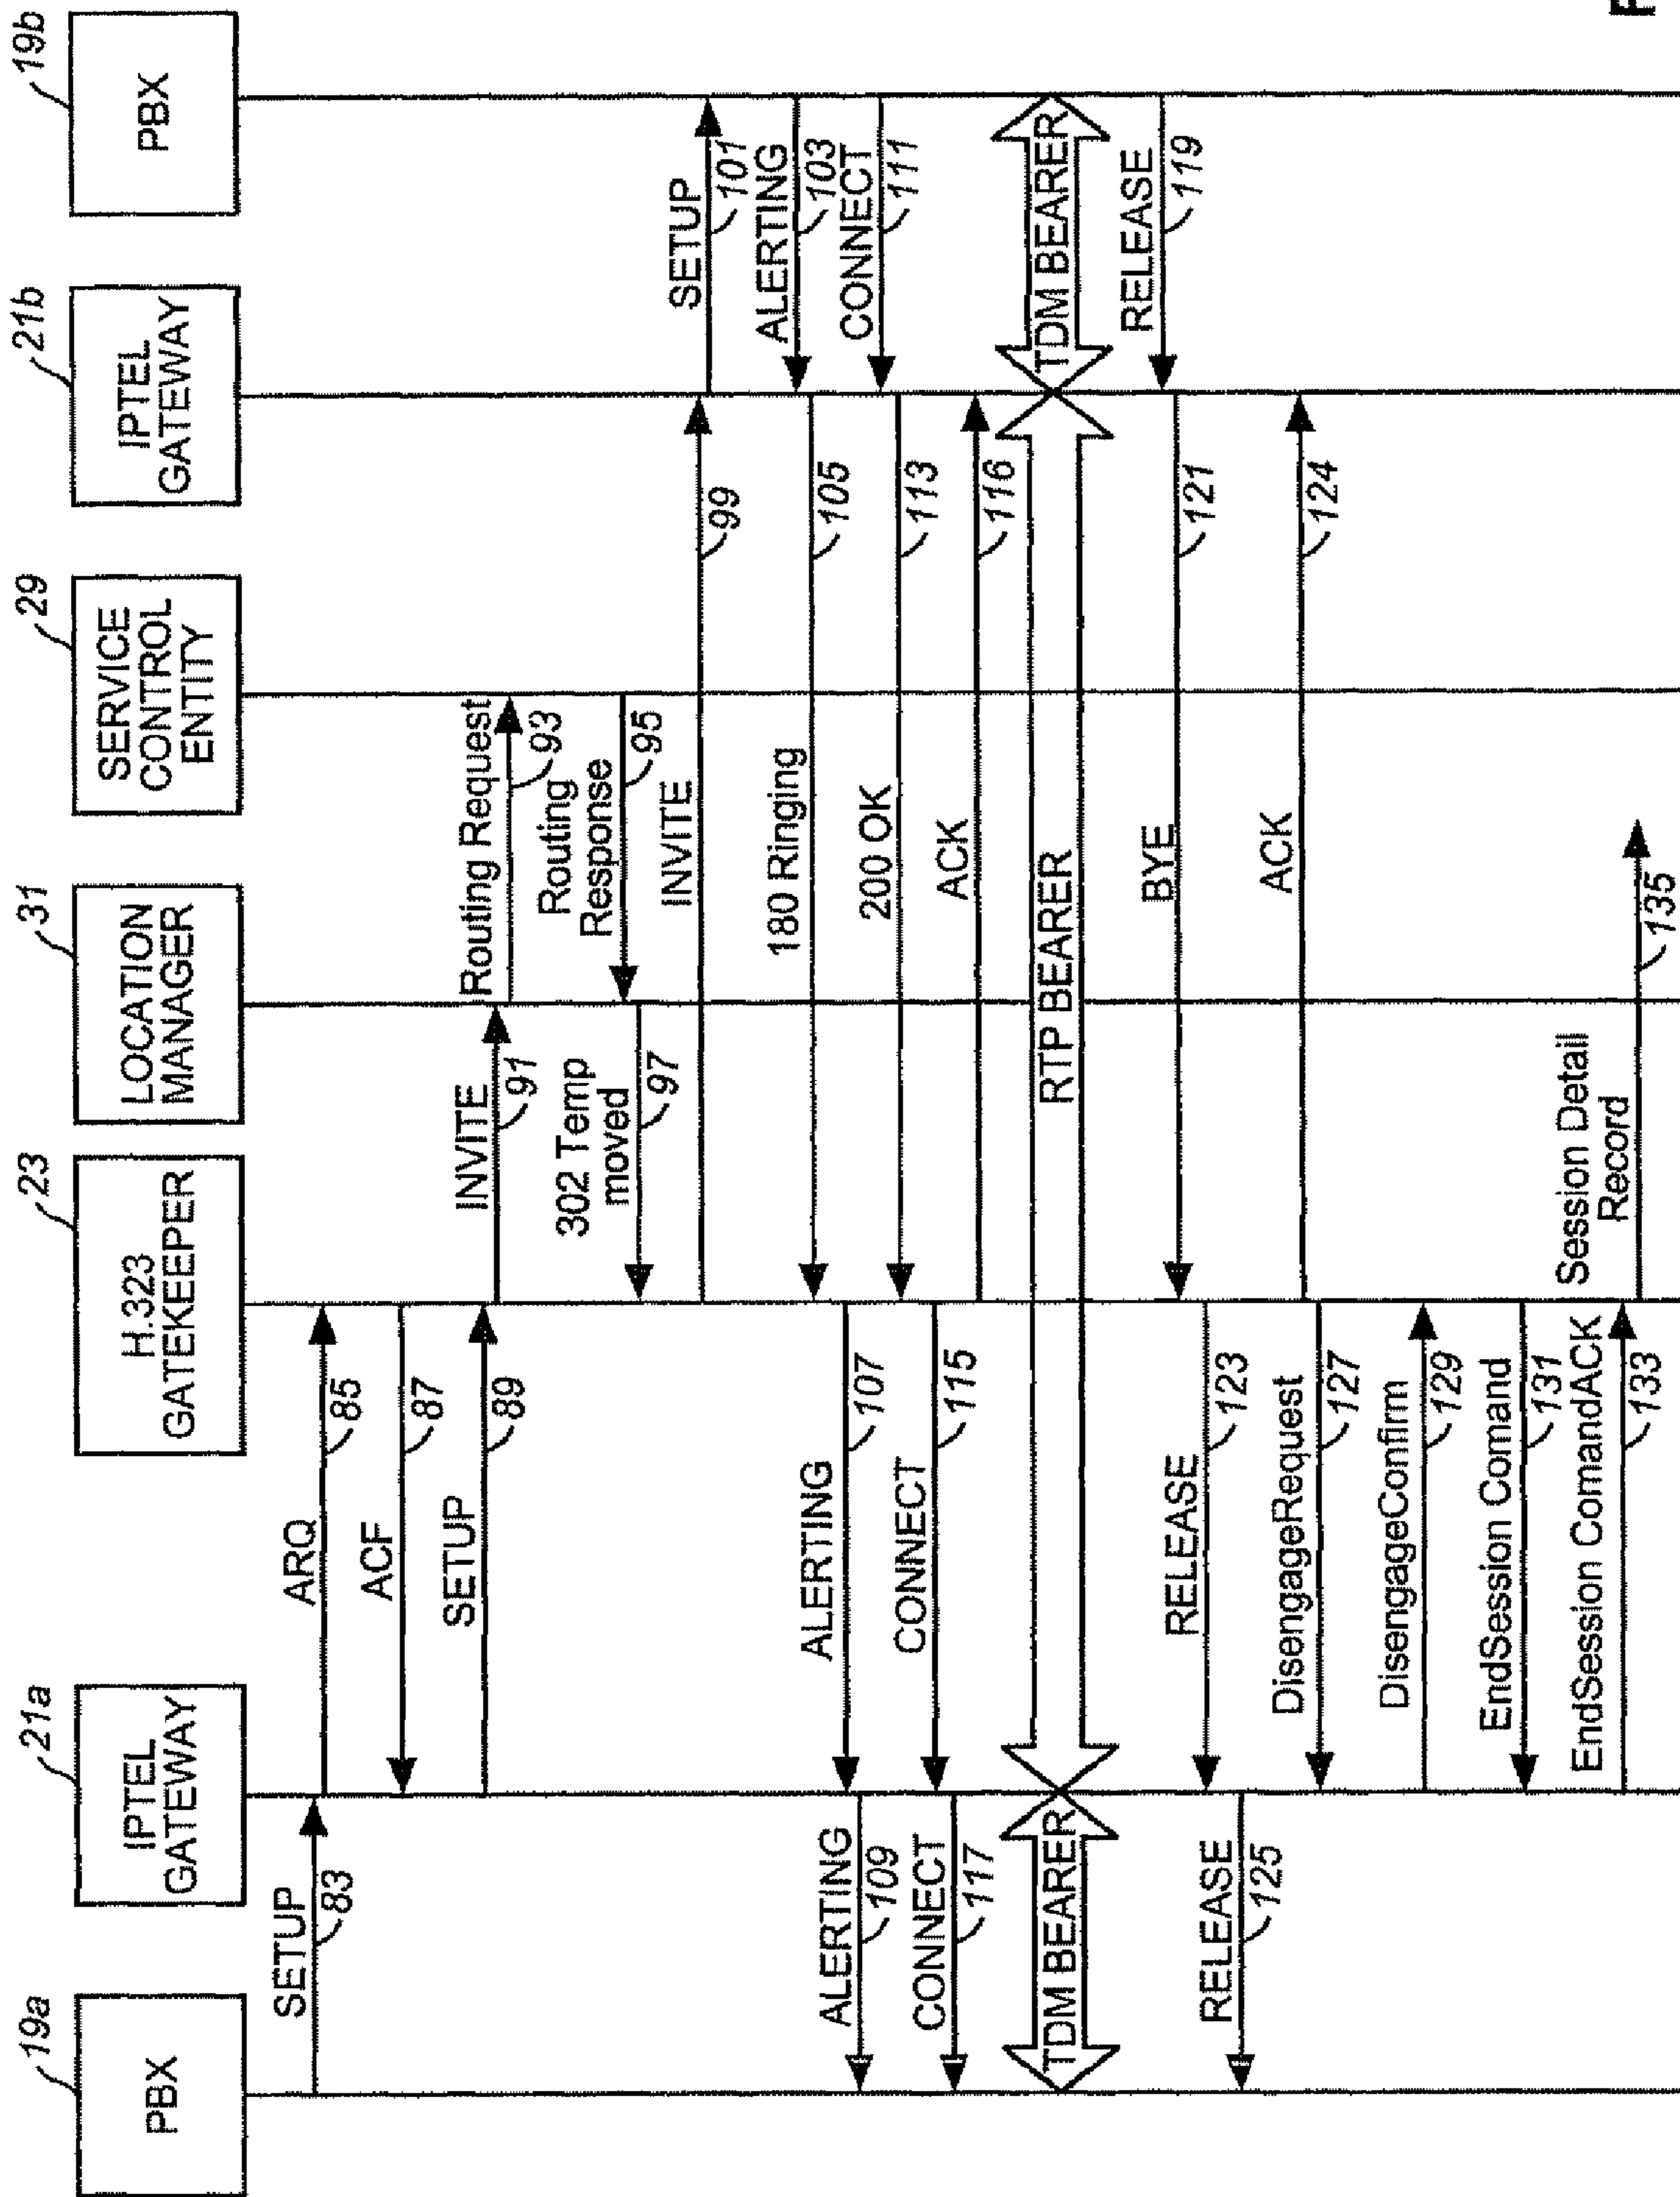 19a
PBX
21a
IPTEL
GATEWAY
23
H.323
GATEKEEPER
31
LOCATION
MANAGER
29
SERVICE
CONTROL
ENTITY
21b
IPTEL
GATEWAY
19b
PBX
SETUP
83
ARQ
85
ACF
87
SETUP
89
INVITE
91
Routing Request
93
Routing
Response
95
302 Temp
moved
97
INVITE
99
SETUP
101
ALERTING
103
180 Ringing
105
ALERTING
107
ALERTING
109
CONNECT
111
200 OK
113
CONNECT
115
ACK
116
CONNECT
117
TDM BEARER
RTP BEARER
TDM BEARER
RELEASE
119
BYE
121
RELEASE
123
ACK
124
RELEASE
125
DisengageRequest
127
DisengageConfirm
129
EndSession Comand
131
EndSession ComandACK
133
Session Detail
Record
135